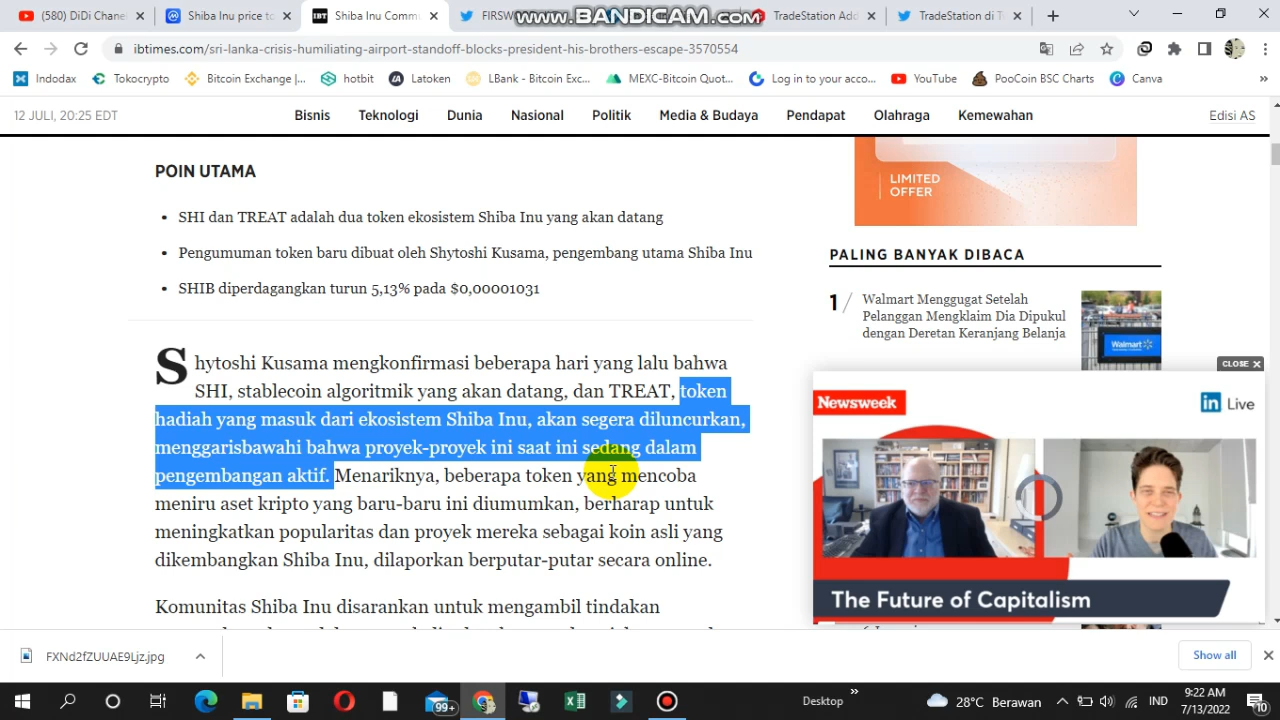 (580) DiDi Channel
Shiba Inu price to
Shiba Inu Comm
FIRSW
www.BANDICAM.com
TradeStation Add
TradeStation di T
ibtimes.com/sri-lanka-crisis-humiliating-airport-standoff-blocks-president-his-brothers-escape-3570554
Indodax
Tokocrypto
Bitcoin Exchange |...
hotbit
Latoken
LBank - Bitcoin Exc...
MEXC-Bitcoin Quot...
Log in to your acco...
YouTube
PooCoin BSC Charts
Canva
12 JULI, 20:25 EDT
Bisnis
Teknologi
Dunia
Nasional
Politik
Media & Budaya
Pendapat
Olahraga
Kemewahan
Edisi AS
POIN UTAMA
• SHI dan TREAT adalah dua token ekosistem Shiba Inu yang akan datang
• Pengumuman token baru dibuat oleh Shytoshi Kusama, pengembang utama Shiba Inu
• SHIB diperdagangkan turun 5,13% pada $0,00001031
Shytoshi Kusama mengkonfirmasi beberapa hari yang lalu bahwa
SHI, stablecoin algoritmik yang akan datang, dan TREAT, token
hadiah yang masuk dari ekosistem Shiba Inu, akan segera diluncurkan,
menggarisbawahi bahwa proyek-proyek ini saat ini sedang dalam
pengembangan aktif. Menariknya, beberapa token yang mencoba
meniru aset kripto yang baru-baru ini diumumkan, berharap untuk
meningkatkan popularitas dan proyek mereka sebagai koin asli yang
dikembangkan Shiba Inu, dilaporkan berputar-putar secara online.
Komunitas Shiba Inu disarankan untuk mengambil tindakan
LIMITED
OFFER
PALING BANYAK DIBACA
1 / Walmart Menggugat Setelah
Pelanggan Mengklaim Dia Dipukul
dengan Deretan Keranjang Belanja
Walmart
CLOSE
Newsweek
in Live
The Future of Capitalism
FXNd2fZUUAE9Ljz.jpg
Show all
99+
Desktop
28°C Berawan
IND
9:22 AM
7/13/2022
10